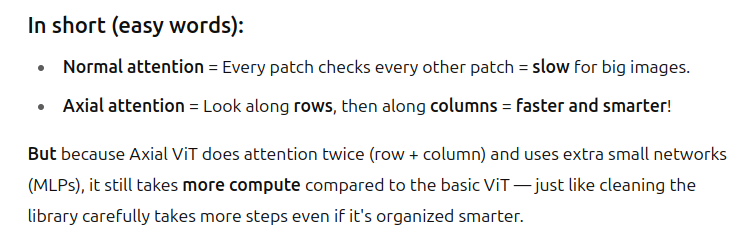 In short (easy words):
• Normal attention = Every patch checks every other patch = slow for big images.
• Axial attention = Look along rows, then along columns = faster and smarter!
But because Axial ViT does attention twice (row + column) and uses extra small networks
(MLPs), it still takes more compute compared to the basic ViT — just like cleaning the
library carefully takes more steps even if it's organized smarter.